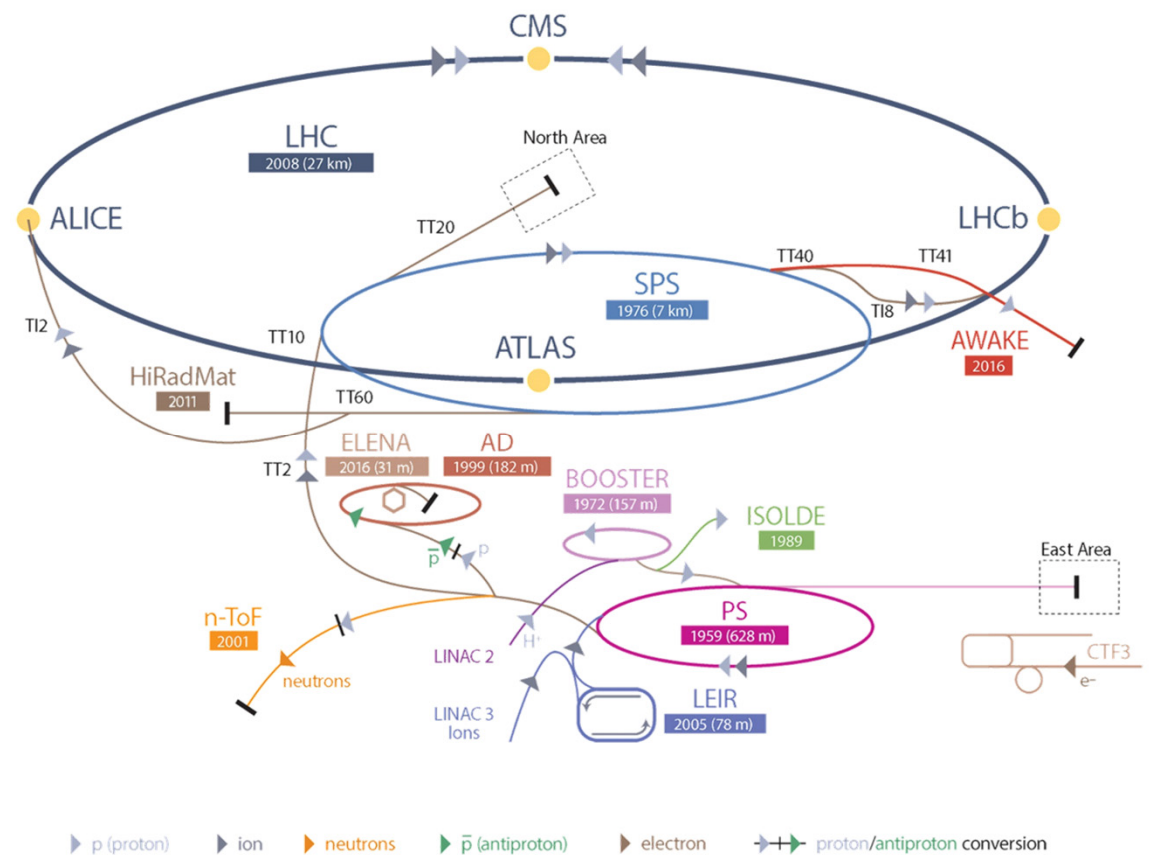 CMS
LHC
2008 (27 km)
North Area
ALICE
TT20
LHCb
TT40
TT41
SPS
1976 (7 km)
TI2
TT10
TI8
ATLAS
AWAKE
2016
HiRadMat
2011
TT60
ELENA
2016 (31 m)
AD
1999 (182 m)
TT2
BOOSTER
1972 (157 m)
ISOLDE
1989
p̅
p
East Area
n-ToF
2001
PS
1959 (628 m)
H⁺
LINAC 2
neutrons
CTF3
e⁻
LEIR
2005 (78 m)
LINAC 3
Ions
p (proton)
ion
neutrons
p̅ (antiproton)
electron
proton/antiproton conversion